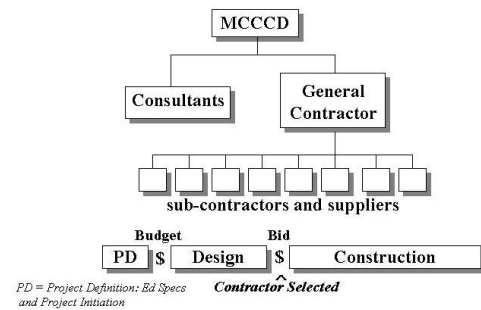 MCCCD
Consultants
General
Contractor
sub-contractors and suppliers
Budget
Bid
PD $ Design $ Construction
^
PD = Project Definition: Ed Specs
and Project Initiation
Contractor Selected